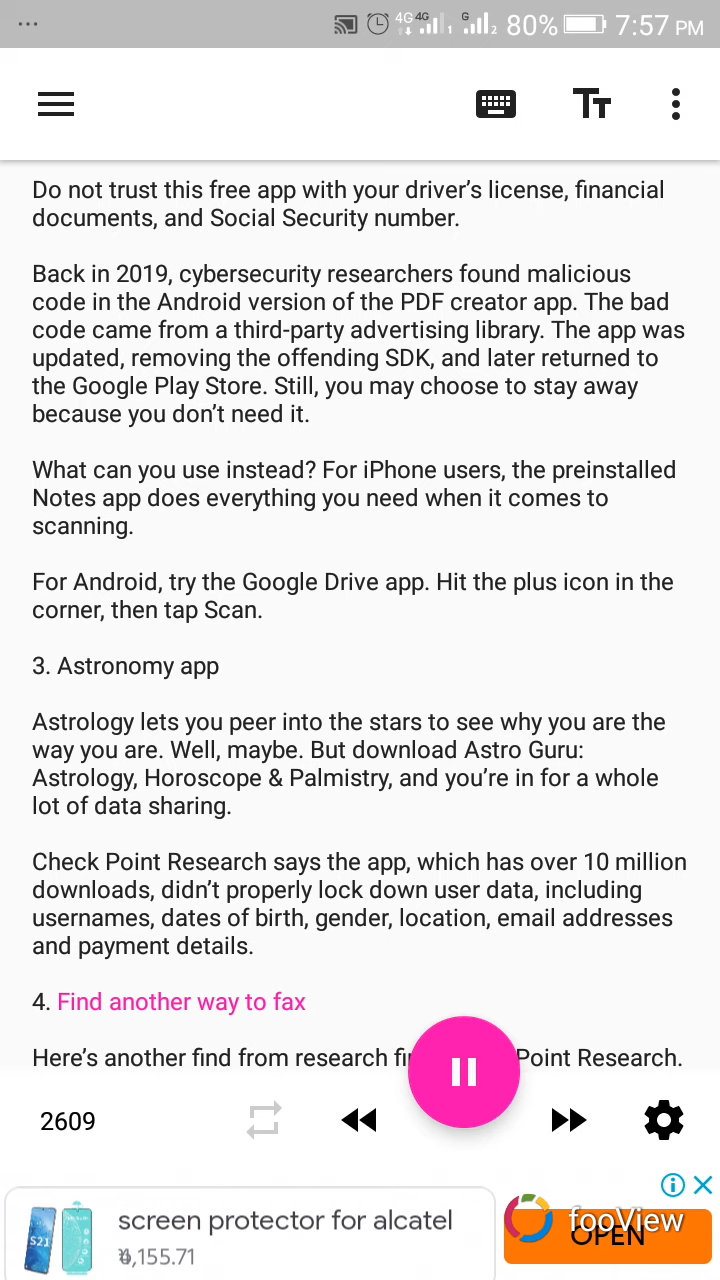 4G 4G 1 G 2 80% 7:57 PM
Do not trust this free app with your driver’s license, financial
documents, and Social Security number.
Back in 2019, cybersecurity researchers found malicious
code in the Android version of the PDF creator app. The bad
code came from a third-party advertising library. The app was
updated, removing the offending SDK, and later returned to
the Google Play Store. Still, you may choose to stay away
because you don’t need it.
What can you use instead? For iPhone users, the preinstalled
Notes app does everything you need when it comes to
scanning.
For Android, try the Google Drive app. Hit the plus icon in the
corner, then tap Scan.
3. Astronomy app
Astrology lets you peer into the stars to see why you are the
way you are. Well, maybe. But download Astro Guru:
Astrology, Horoscope & Palmistry, and you’re in for a whole
lot of data sharing.
Check Point Research says the app, which has over 10 million
downloads, didn’t properly lock down user data, including
usernames, dates of birth, gender, location, email addresses
and payment details.
4. Find another way to fax
Here’s another find from research Point Research.
2609
screen protector for alcatel
S21
,155.71
fooView
OPEN